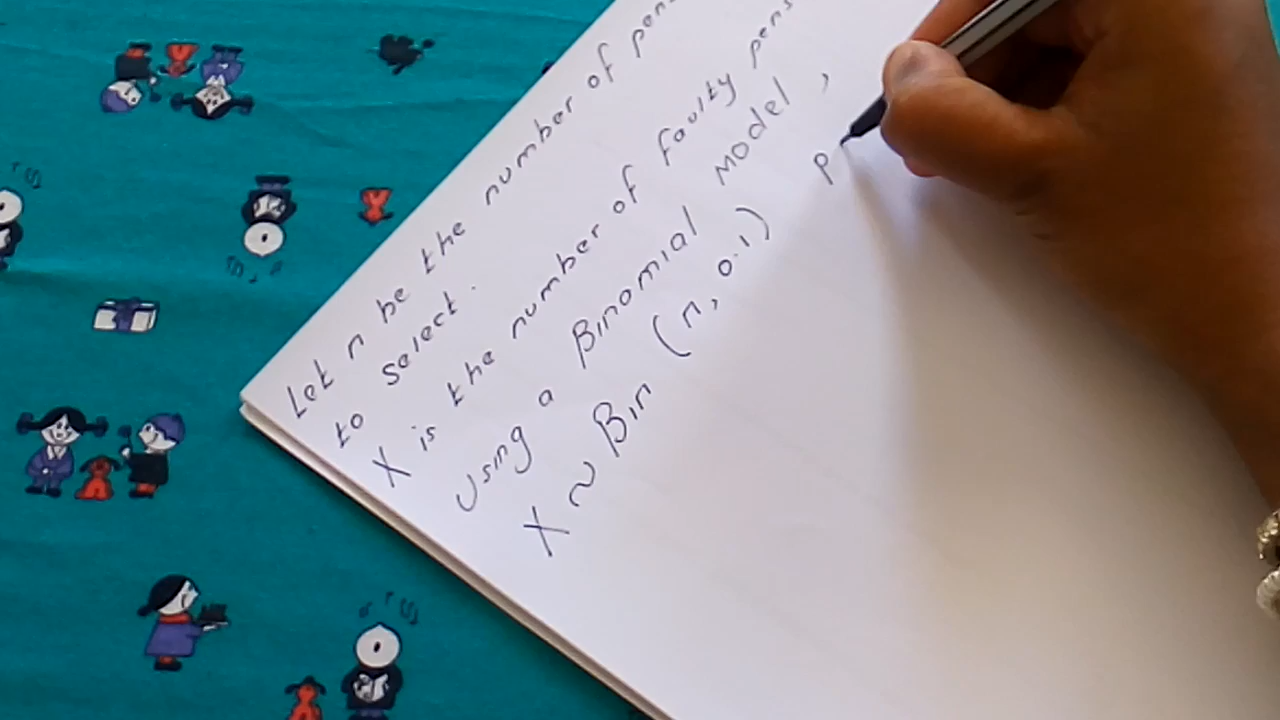 Let n be the number of pens
to select.
X is the number of faulty pens
Using a Binomial Model,
X ~ Bin (n, 0.1) P